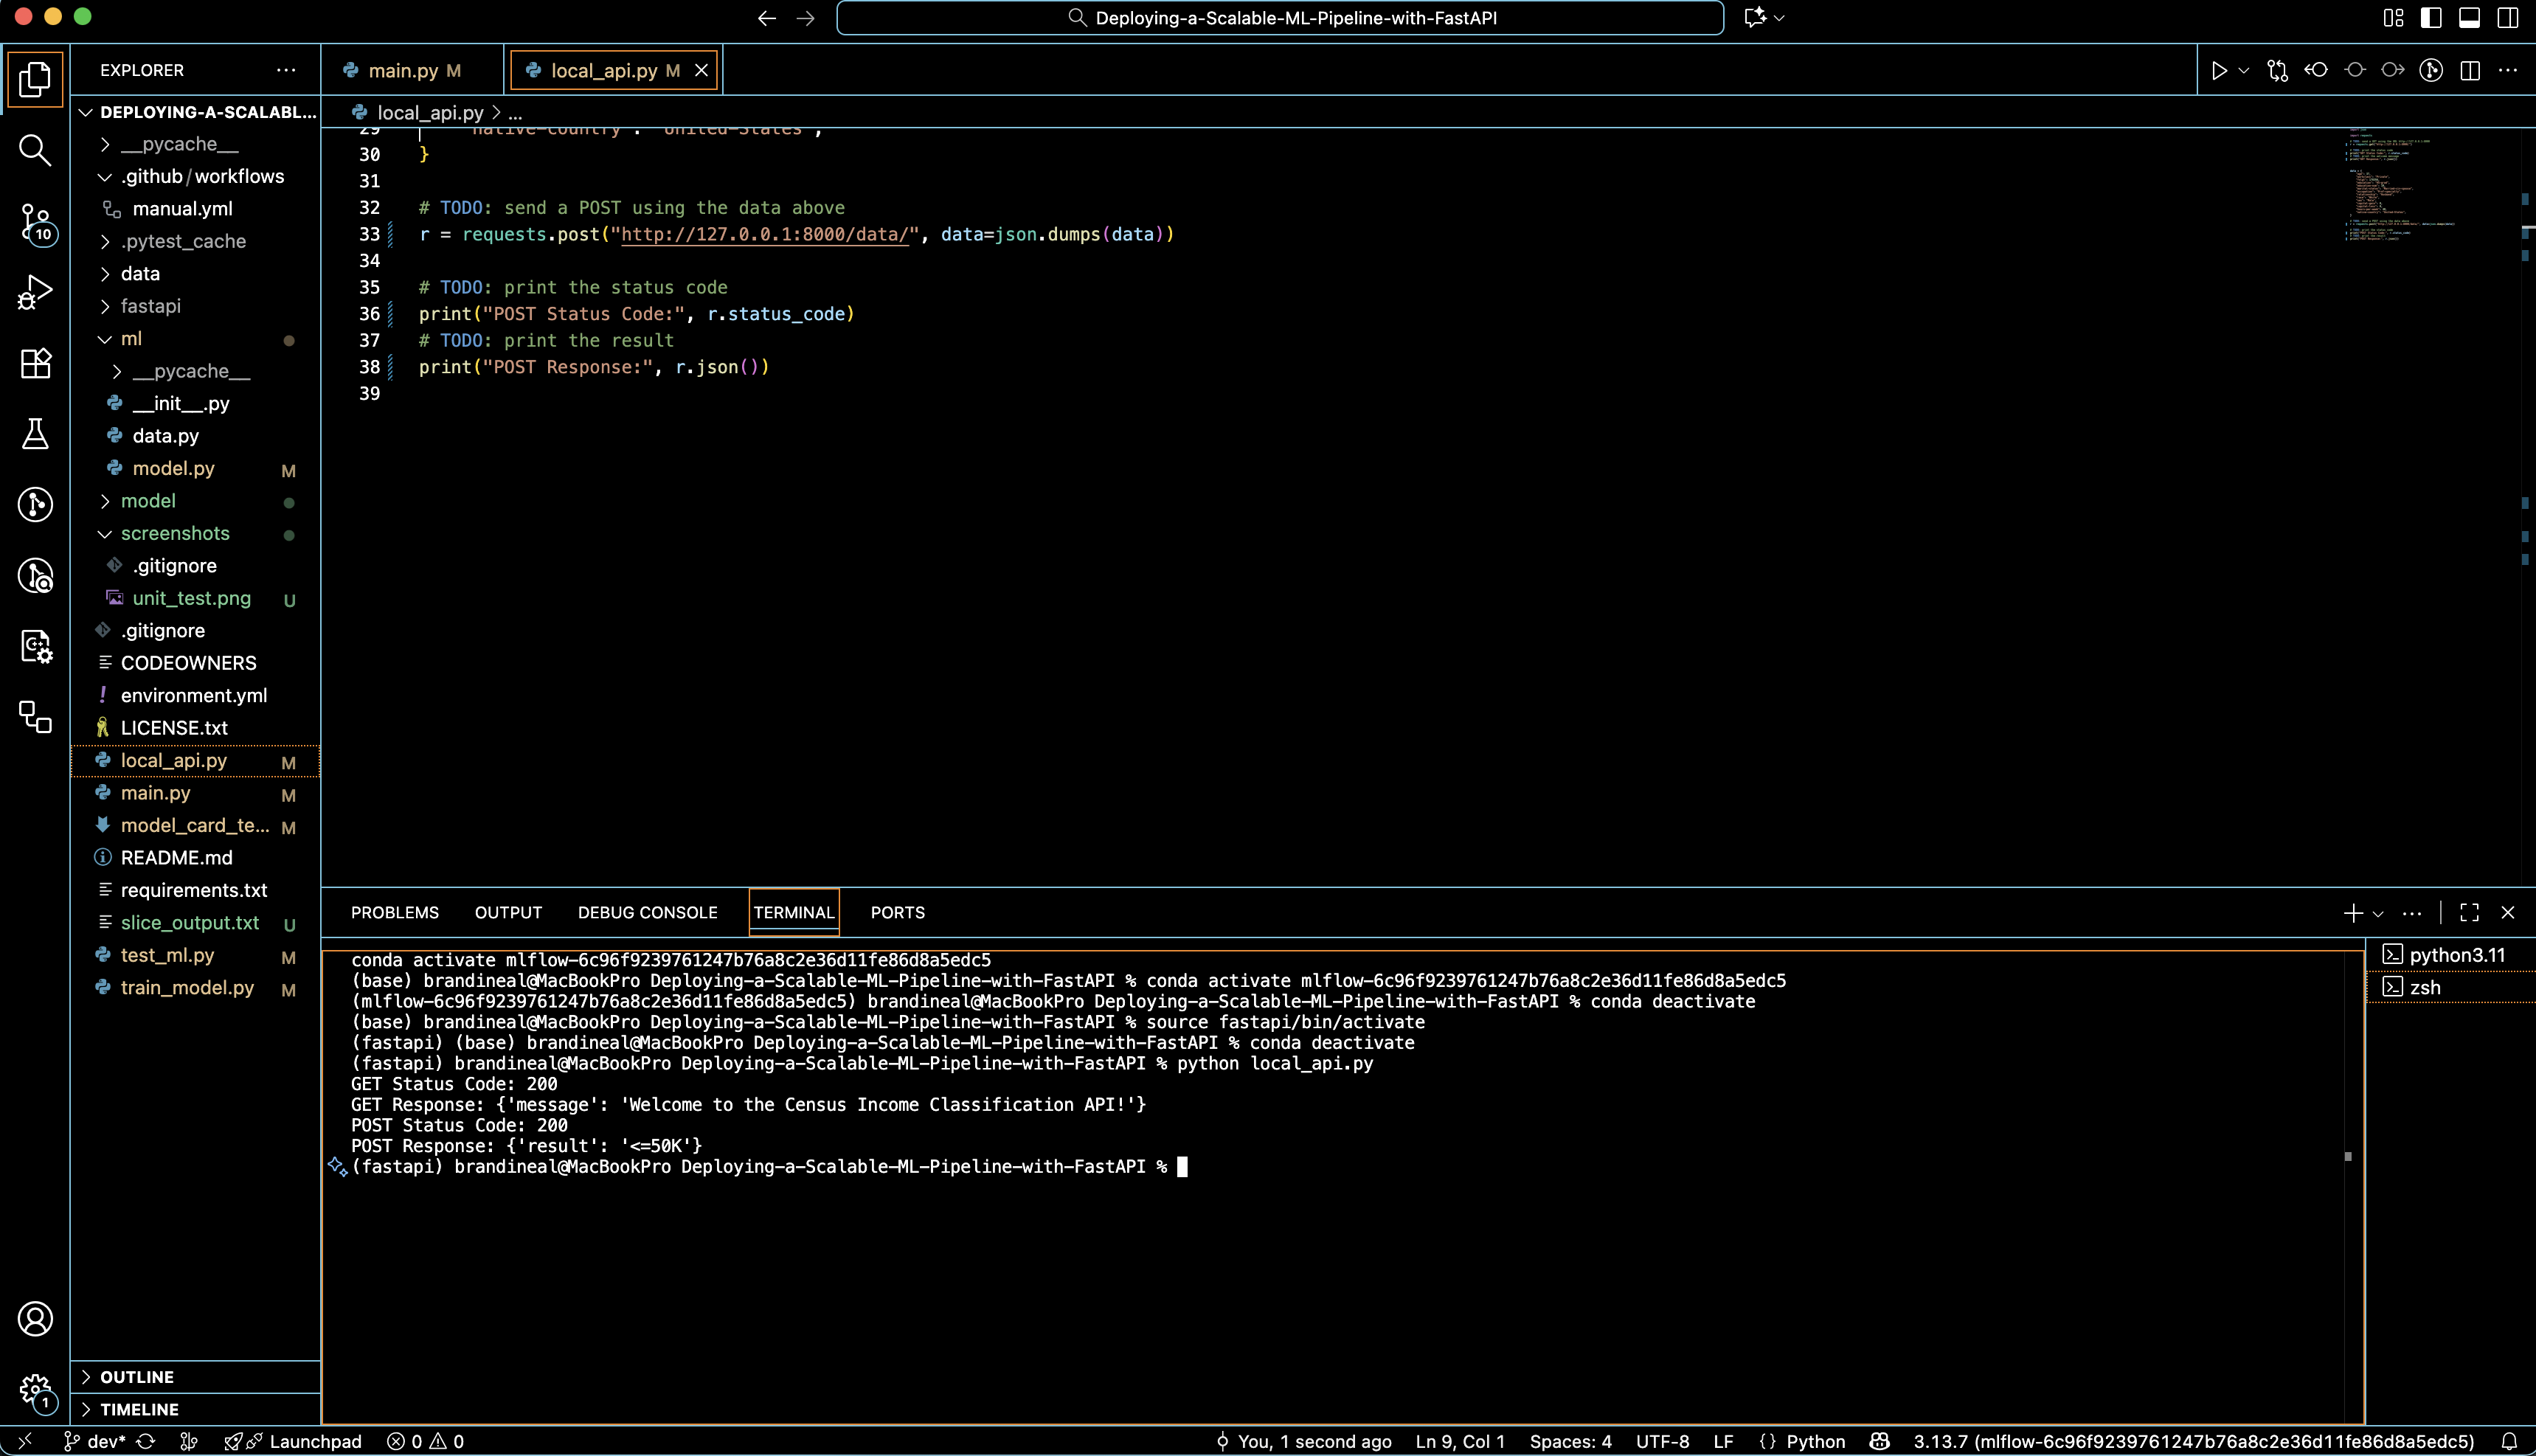 Deploying-a-Scalable-ML-Pipeline-with-FastAPI
EXPLORER
DEPLOYING-A-SCALABL...
__pycache__
.github/workflows
manual.yml
.pytest_cache
data
fastapi
ml
__pycache__
__init__.py
data.py
model.py M
model
screenshots
.gitignore
unit_test.png U
.gitignore
CODEOWNERS
environment.yml
LICENSE.txt
local_api.py M
main.py M
model_card_te... M
README.md
requirements.txt
slice_output.txt U
test_ml.py M
train_model.py M
OUTLINE
TIMELINE
10
1
main.py M
local_api.py M
local_api.py > ...
29 "native-country": "United-States",
30 }
31
32 # TODO: send a POST using the data above
33 r = requests.post("http://127.0.0.1:8000/data/", data=json.dumps(data))
34
35 # TODO: print the status code
36 print("POST Status Code:", r.status_code)
37 # TODO: print the result
38 print("POST Response:", r.json())
39
PROBLEMS OUTPUT DEBUG CONSOLE TERMINAL PORTS
conda activate mlflow-6c96f9239761247b76a8c2e36d11fe86d8a5edc5
(base) brandineal@MacBookPro Deploying-a-Scalable-ML-Pipeline-with-FastAPI % conda activate mlflow-6c96f9239761247b76a8c2e36d11fe86d8a5edc5
(mlflow-6c96f9239761247b76a8c2e36d11fe86d8a5edc5) brandineal@MacBookPro Deploying-a-Scalable-ML-Pipeline-with-FastAPI % conda deactivate
(base) brandineal@MacBookPro Deploying-a-Scalable-ML-Pipeline-with-FastAPI % source fastapi/bin/activate
(fastapi) (base) brandineal@MacBookPro Deploying-a-Scalable-ML-Pipeline-with-FastAPI % conda deactivate
(fastapi) brandineal@MacBookPro Deploying-a-Scalable-ML-Pipeline-with-FastAPI % python local_api.py
GET Status Code: 200
GET Response: {'message': 'Welcome to the Census Income Classification API!'}
POST Status Code: 200
POST Response: {'result': '<=50K'}
(fastapi) brandineal@MacBookPro Deploying-a-Scalable-ML-Pipeline-with-FastAPI %
python3.11
zsh
dev* Launchpad 0 0 You, 1 second ago Ln 9, Col 1 Spaces: 4 UTF-8 LF {} Python 3.13.7 (mlflow-6c96f9239761247b76a8c2e36d11fe86d8a5edc5)